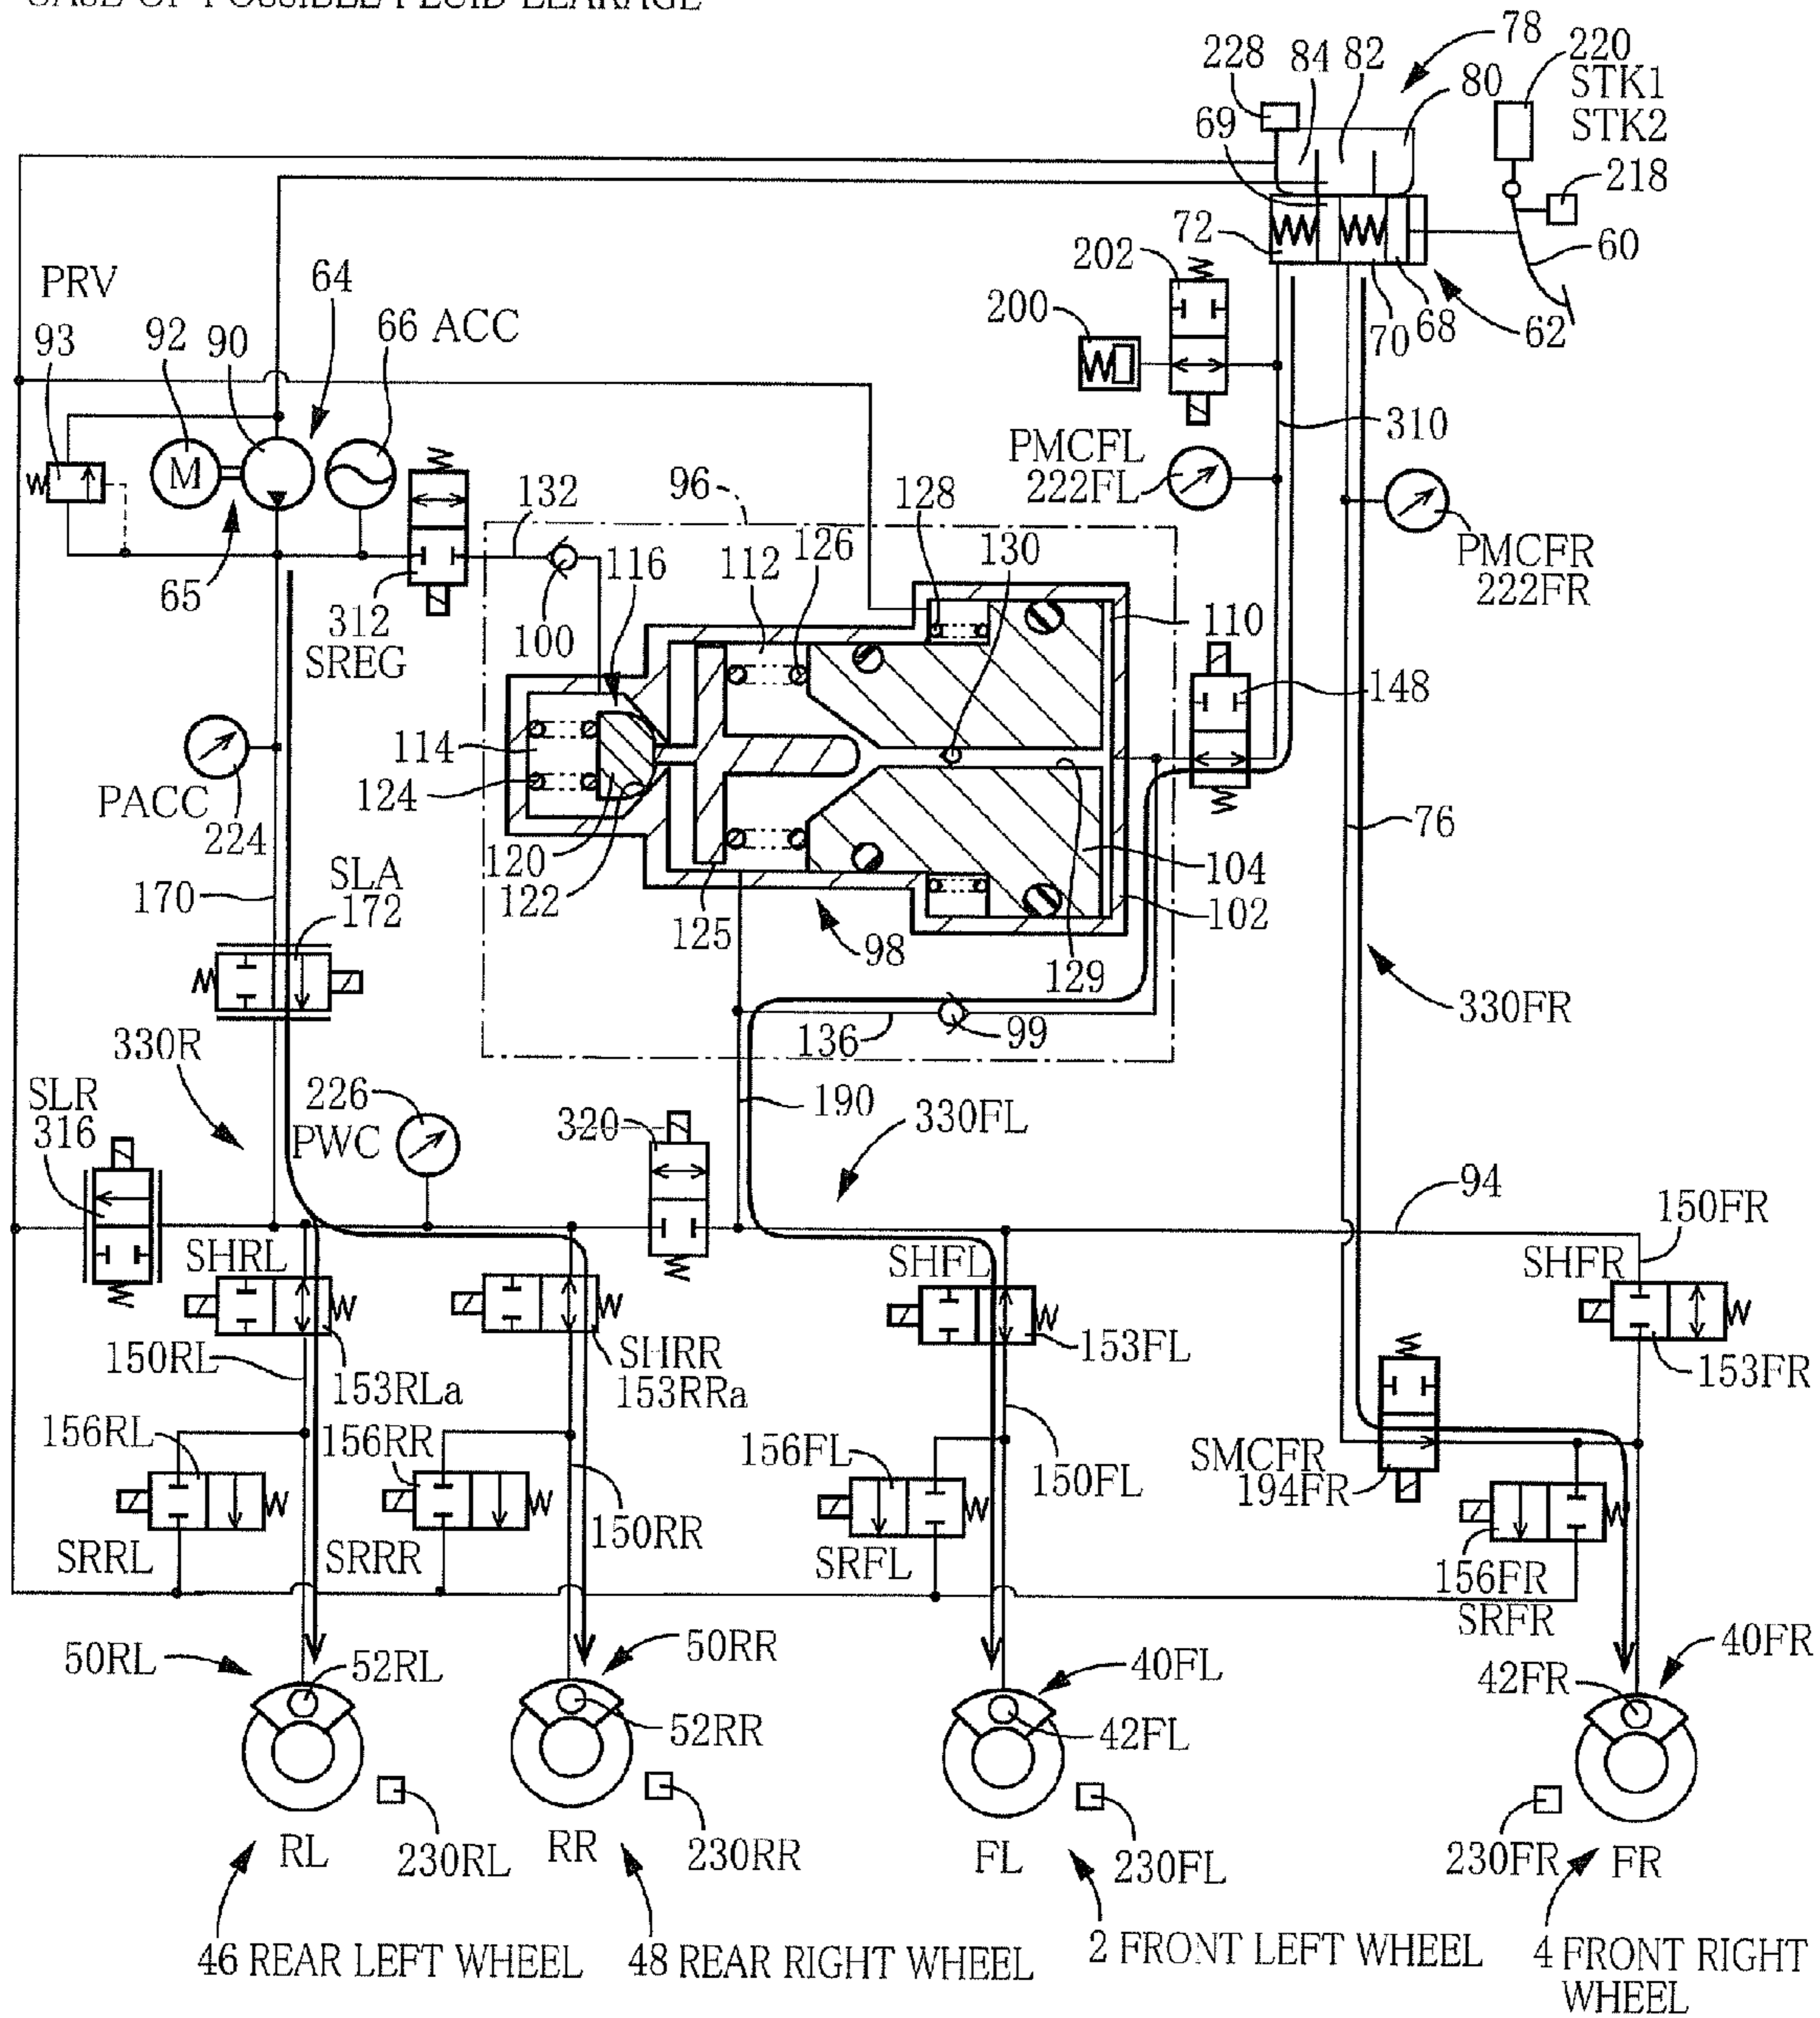 CASE OF POSSIBLE FLUID LEAKAGE
78
228
84
82
80
220
STK1
STK2
69
218
72
60
202
PRV
64
93
92
90
66 ACC
200
70
68
62
M
310
PMCFL
222FL
132
96
128
126
130
116
112
PMCFR
222FR
65
312
SREG
100
110
148
114
PACC
224
124
120
122
76
104
SLA
172
170
102
125
98
129
330FR
136
99
330R
SLR
316
226
PWC
320
190
330FL
94
150FR
SHRL
SHFL
SHFR
150RL
153RLa
SHRR
153RRa
153FL
153FR
156RL
156RR
156FL
150FL
SMCFR
194FR
150RR
SRRL
SRRR
SRFL
156FR
SRFR
50RL
52RL
50RR
40FL
40FR
42FR
52RR
42FL
RL
230RL
RR
230RR
FL
230FL
230FR
FR
46 REAR LEFT WHEEL
48 REAR RIGHT WHEEL
2 FRONT LEFT WHEEL
4 FRONT RIGHT
WHEEL